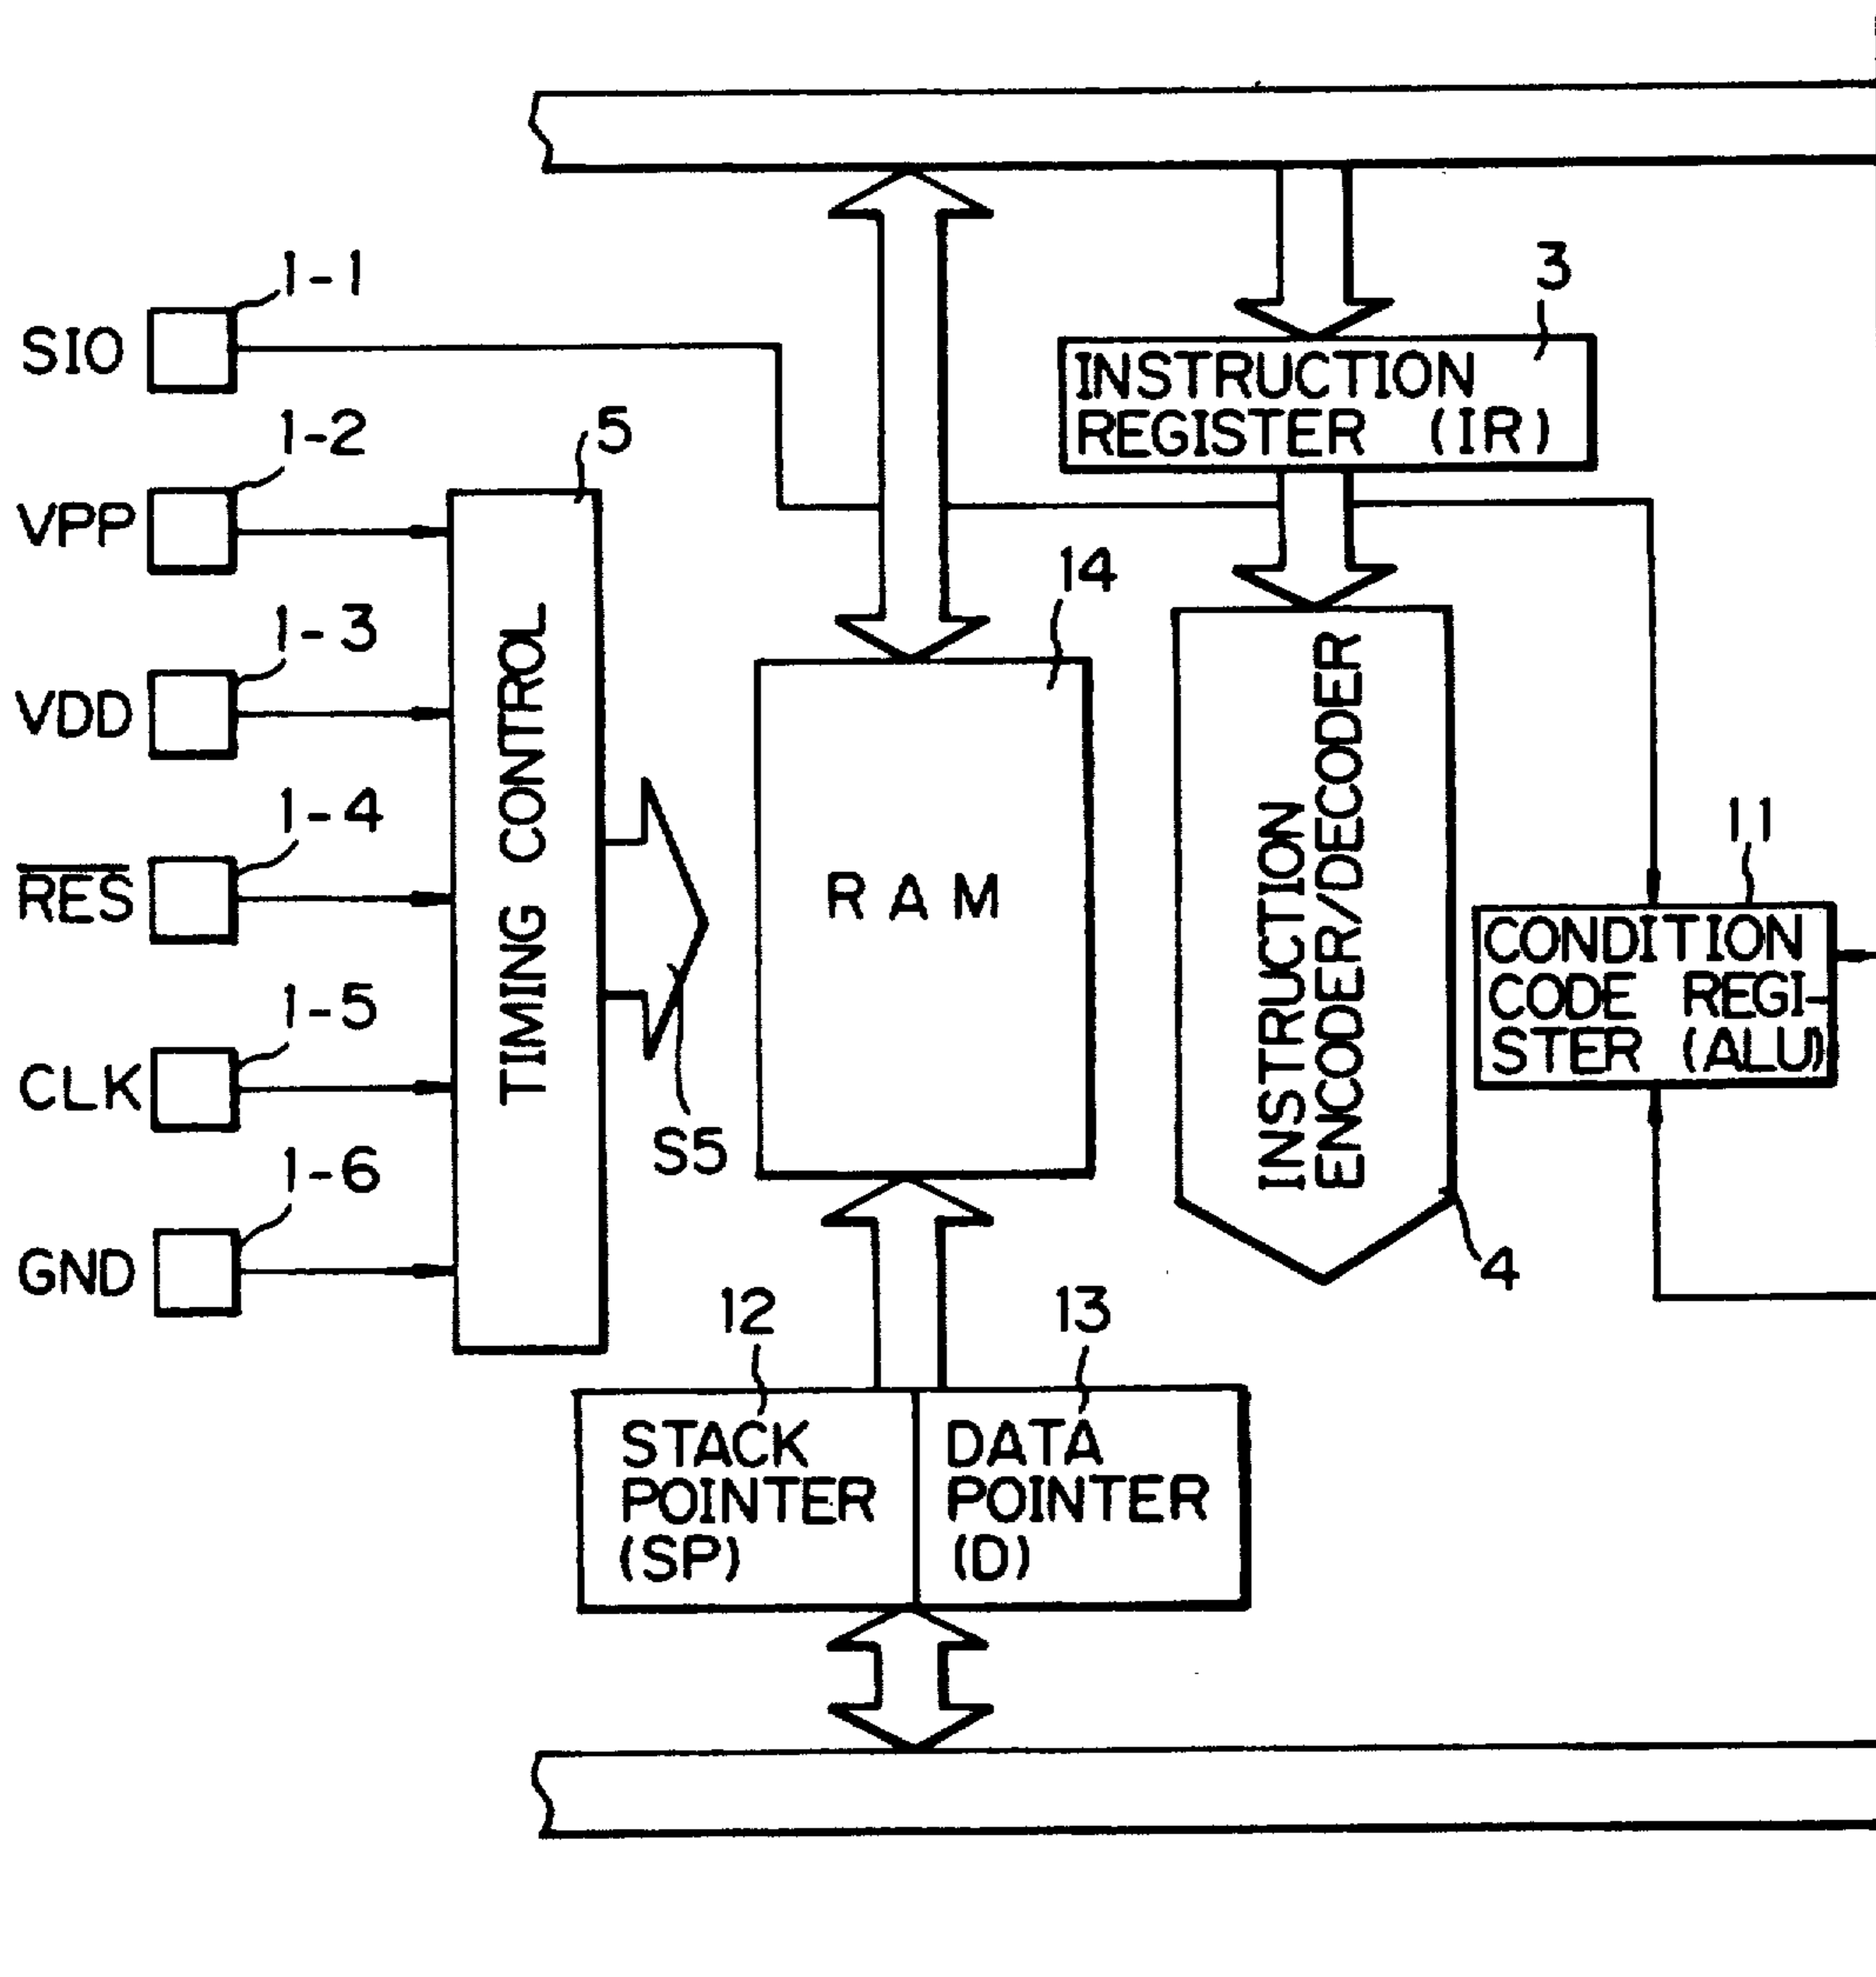 1-1
SIO
1-2
VPP
1-3
VDD
1-4
RES
1-5
CLK
1-6
GND
5
TIMING CONTROL
S5
3
INSTRUCTION
REGISTER (IR)
14
RAM
INSTRUCTION
ENCODER/DECODER
4
11
CONDITION
CODE REGI-
STER (ALU)
12
STACK
POINTER
(SP)
13
DATA
POINTER
(D)